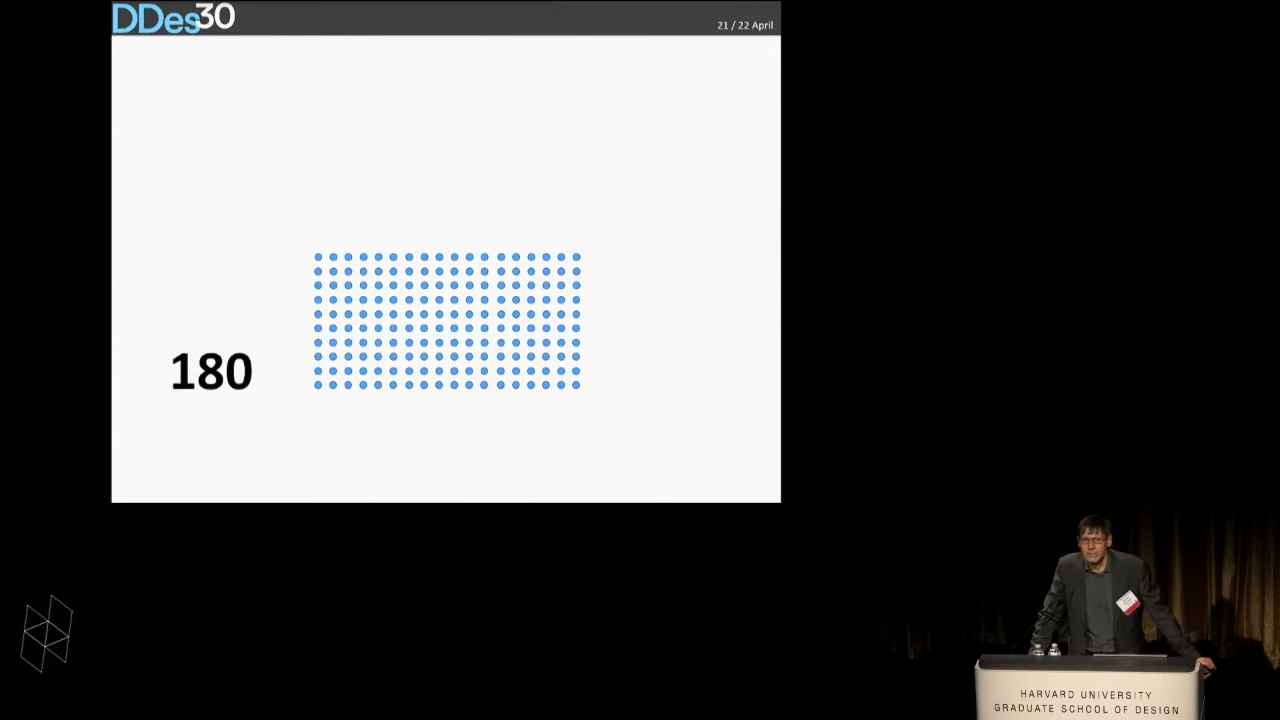 DDes30
21 / 22 April
180
HARVARD UNIVERSITY
GRADUATE SCHOOL OF DESIGN